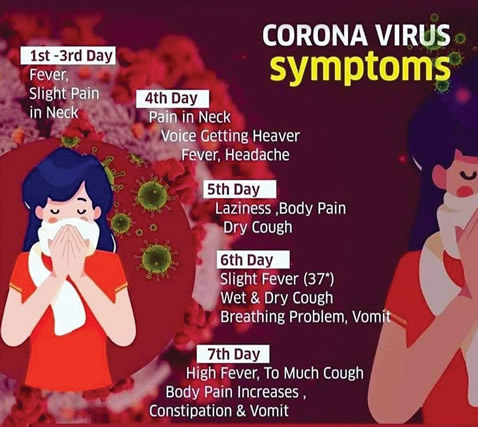 CORONA VIRUS
symptoms
1st -3rd Day
Fever,
Slight Pain
in Neck
4th Day
Pain in Neck
Voice Getting Heaver
Fever, Headache
5th Day
Laziness ,Body Pain
Dry Cough
6th Day
Slight Fever (37*)
Wet & Dry Cough
Breathing Problem, Vomit
7th Day
High Fever, To Much Cough
Body Pain Increases ,
Constipation & Vomit